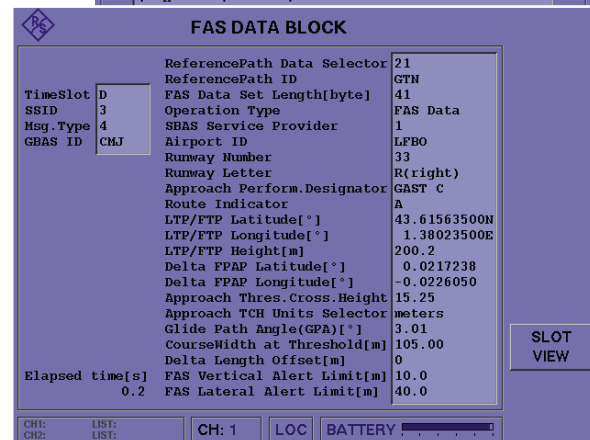 R&S
FAS DATA BLOCK
ReferencePath Data Selector 21
ReferencePath ID GTN
TimeSlot D FAS Data Set Length[byte] 41
SSID 3 Operation Type FAS Data
Msg.Type 4 SBAS Service Provider 1
GBAS ID CMJ Airport ID LFBO
Runway Number 33
Runway Letter R(right)
Approach Perform.Designator GAST C
Route Indicator A
LTP/FTP Latitude[°] 43.61563500N
LTP/FTP Longitude[°] 1.38023500E
LTP/FTP Height[m] 200.2
Delta FPAP Latitude[°] 0.0217238
Delta FPAP Longitude[°] -0.0226050
Approach Thres.Cross.Height 15.25
Approach TCH Units Selector meters
Glide Path Angle(GPA)[°] 3.01
CourseWidth at Threshold[m] 105.00
Delta Length Offset[m] 0
Elapsed time[s] FAS Vertical Alert Limit[m] 10.0
0.2 FAS Lateral Alert Limit[m] 40.0
SLOT
VIEW
CH1: LIST:
CH2: LIST:
CH: 1 LOC BATTERY